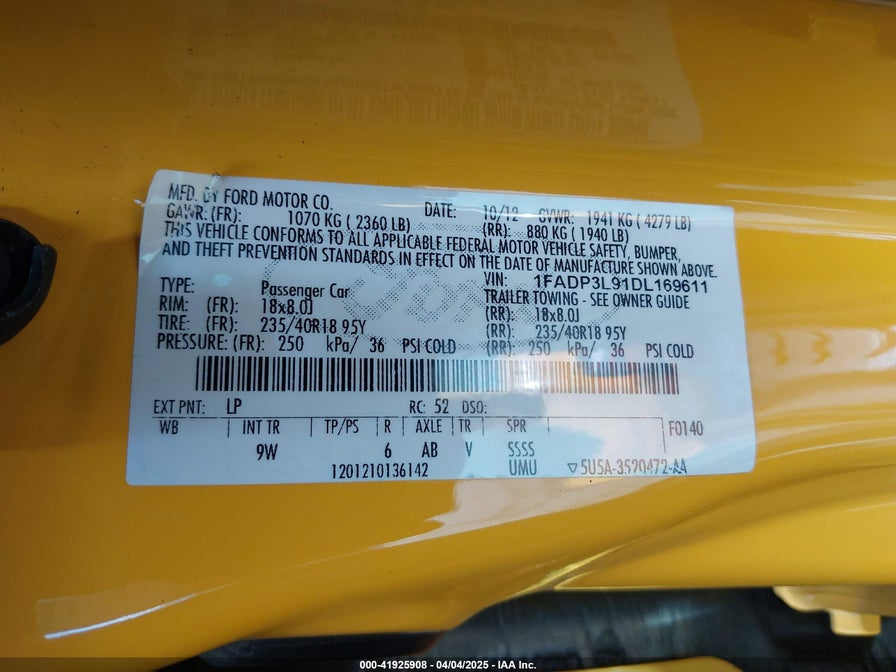 MFD. BY FORD MOTOR CO. DATE: 10/12 GVWR: 1941 KG ( 4279 LB)
GAWR: (FR): 1070 KG ( 2360 LB) (RR): 880 KG ( 1940 LB)
THIS VEHICLE CONFORMS TO ALL APPLICABLE FEDERAL MOTOR VEHICLE SAFETY, BUMPER,
AND THEFT PREVENTION STANDARDS IN EFFECT ON THE DATE OF MANUFACTURE SHOWN ABOVE.
VIN: 1FADP3L91DL169611
TYPE: Passenger Car TRAILER TOWING - SEE OWNER GUIDE
RIM: (FR): 18x8.0J (RR): 18x8.0J
TIRE: (FR): 235/40R18 95Y (RR): 235/40R18 95Y
PRESSURE: (FR): 250 kPa/ 36 PSI COLD (RR): 250 kPa/ 36 PSI COLD
EXT PNT: LP RC: 52 DSO:
WB INT TR TP/PS R AXLE TR SPR F0140
9W 6 AB V SSSS
1201210136142 UMU ▽5U5A-3520472-AA
000-41925908 - 04/04/2025 - IAA Inc.